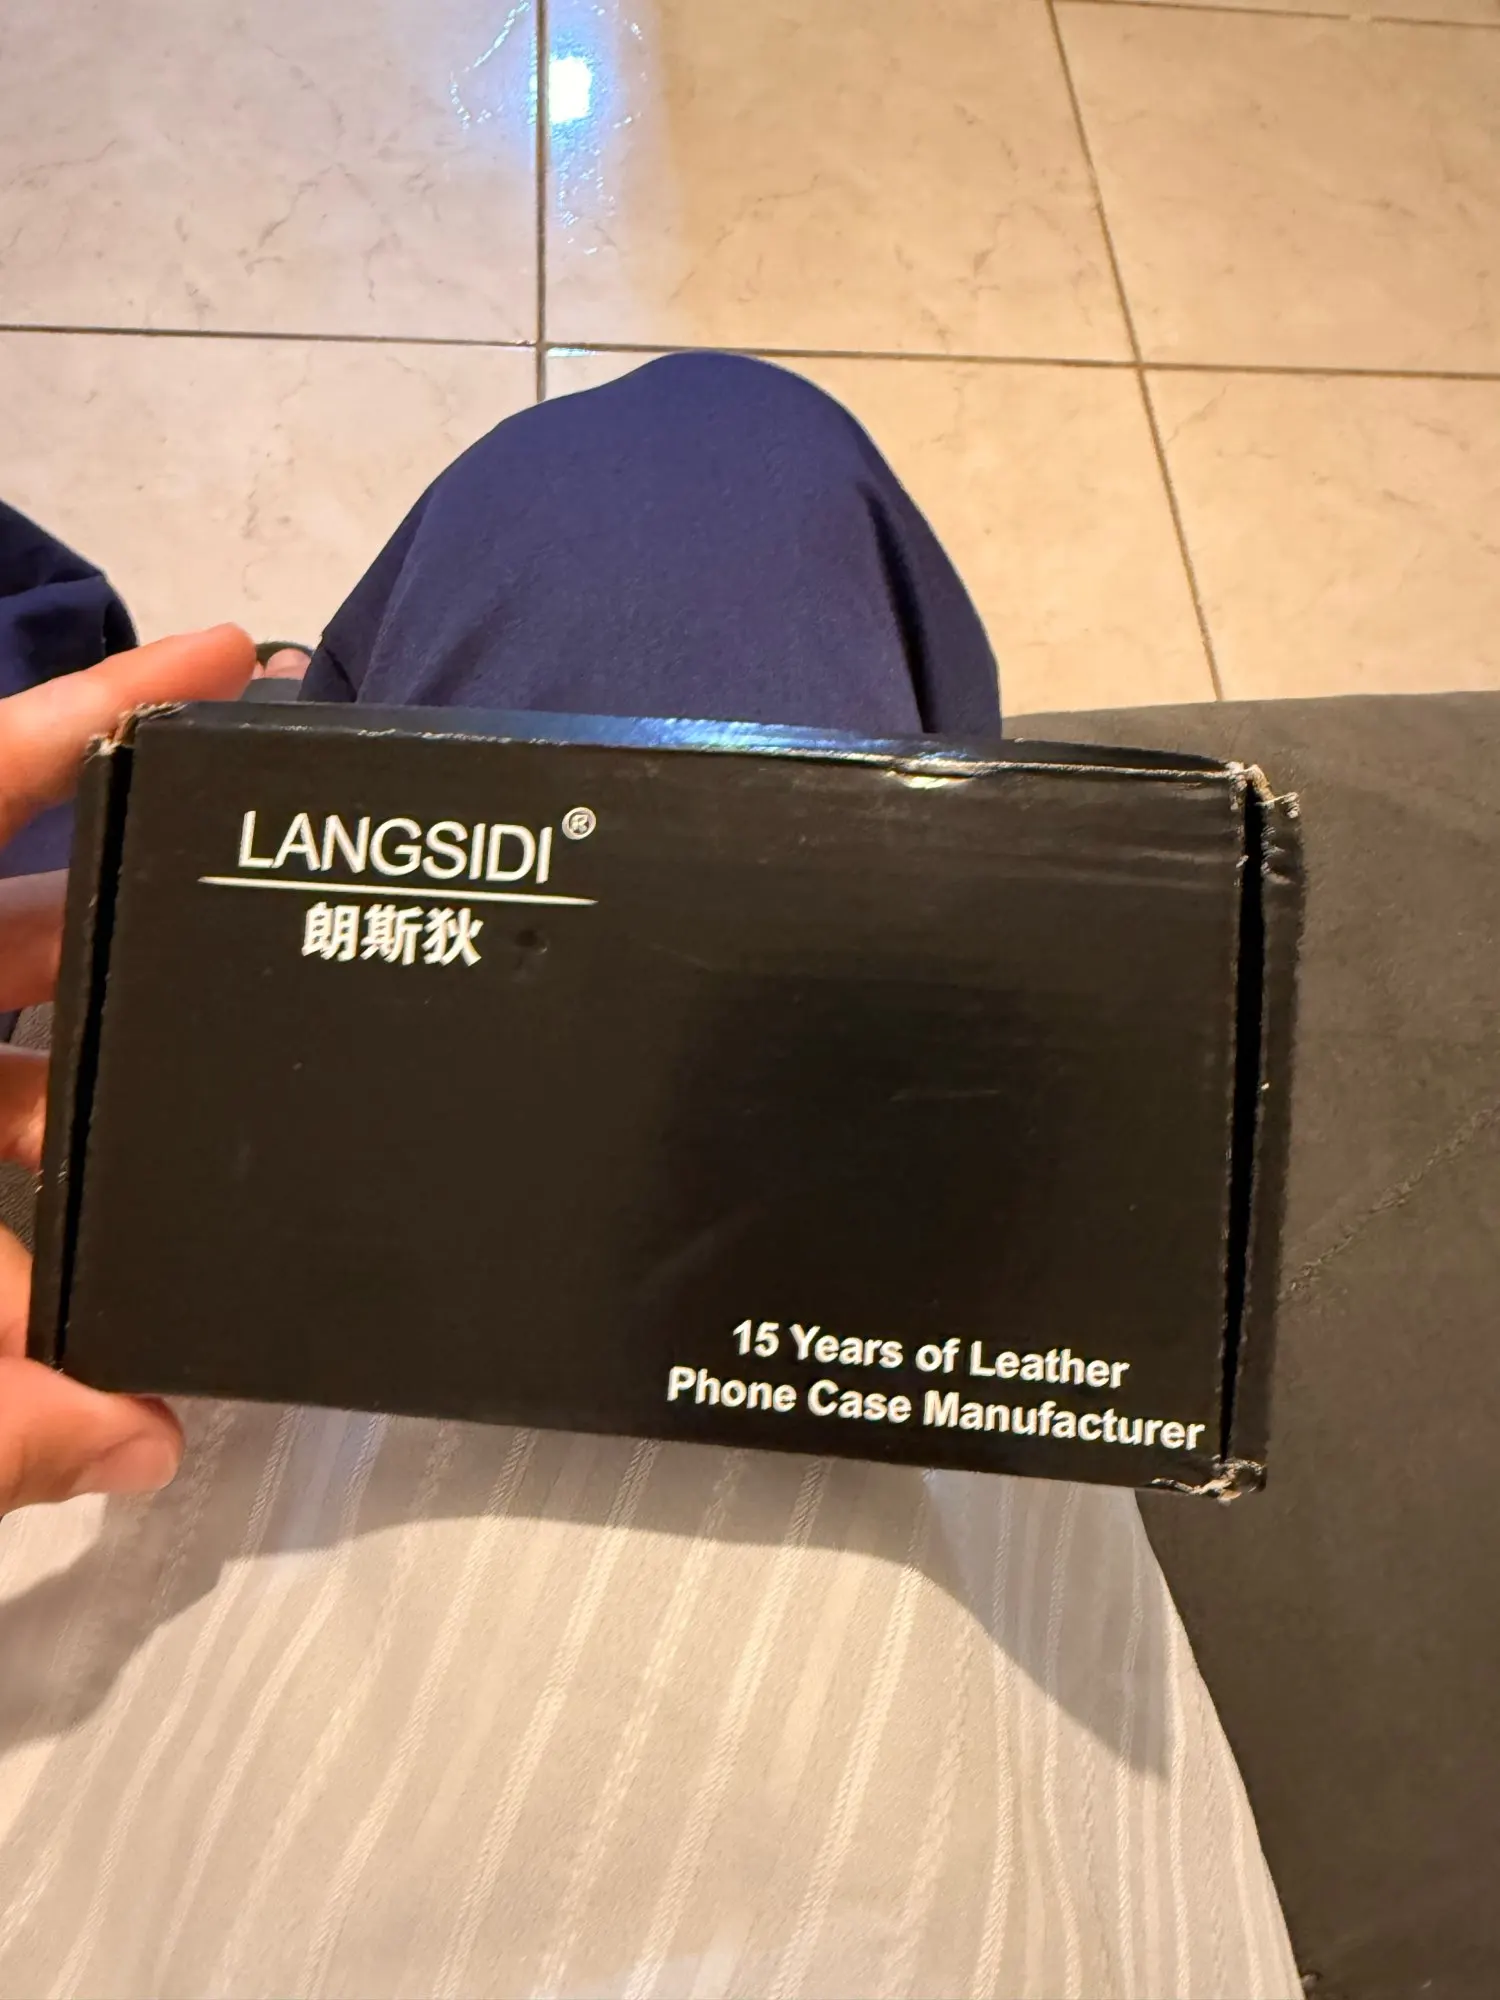 LANGSIDI®
朗斯狄
15 Years of Leather
Phone Case Manufacturer